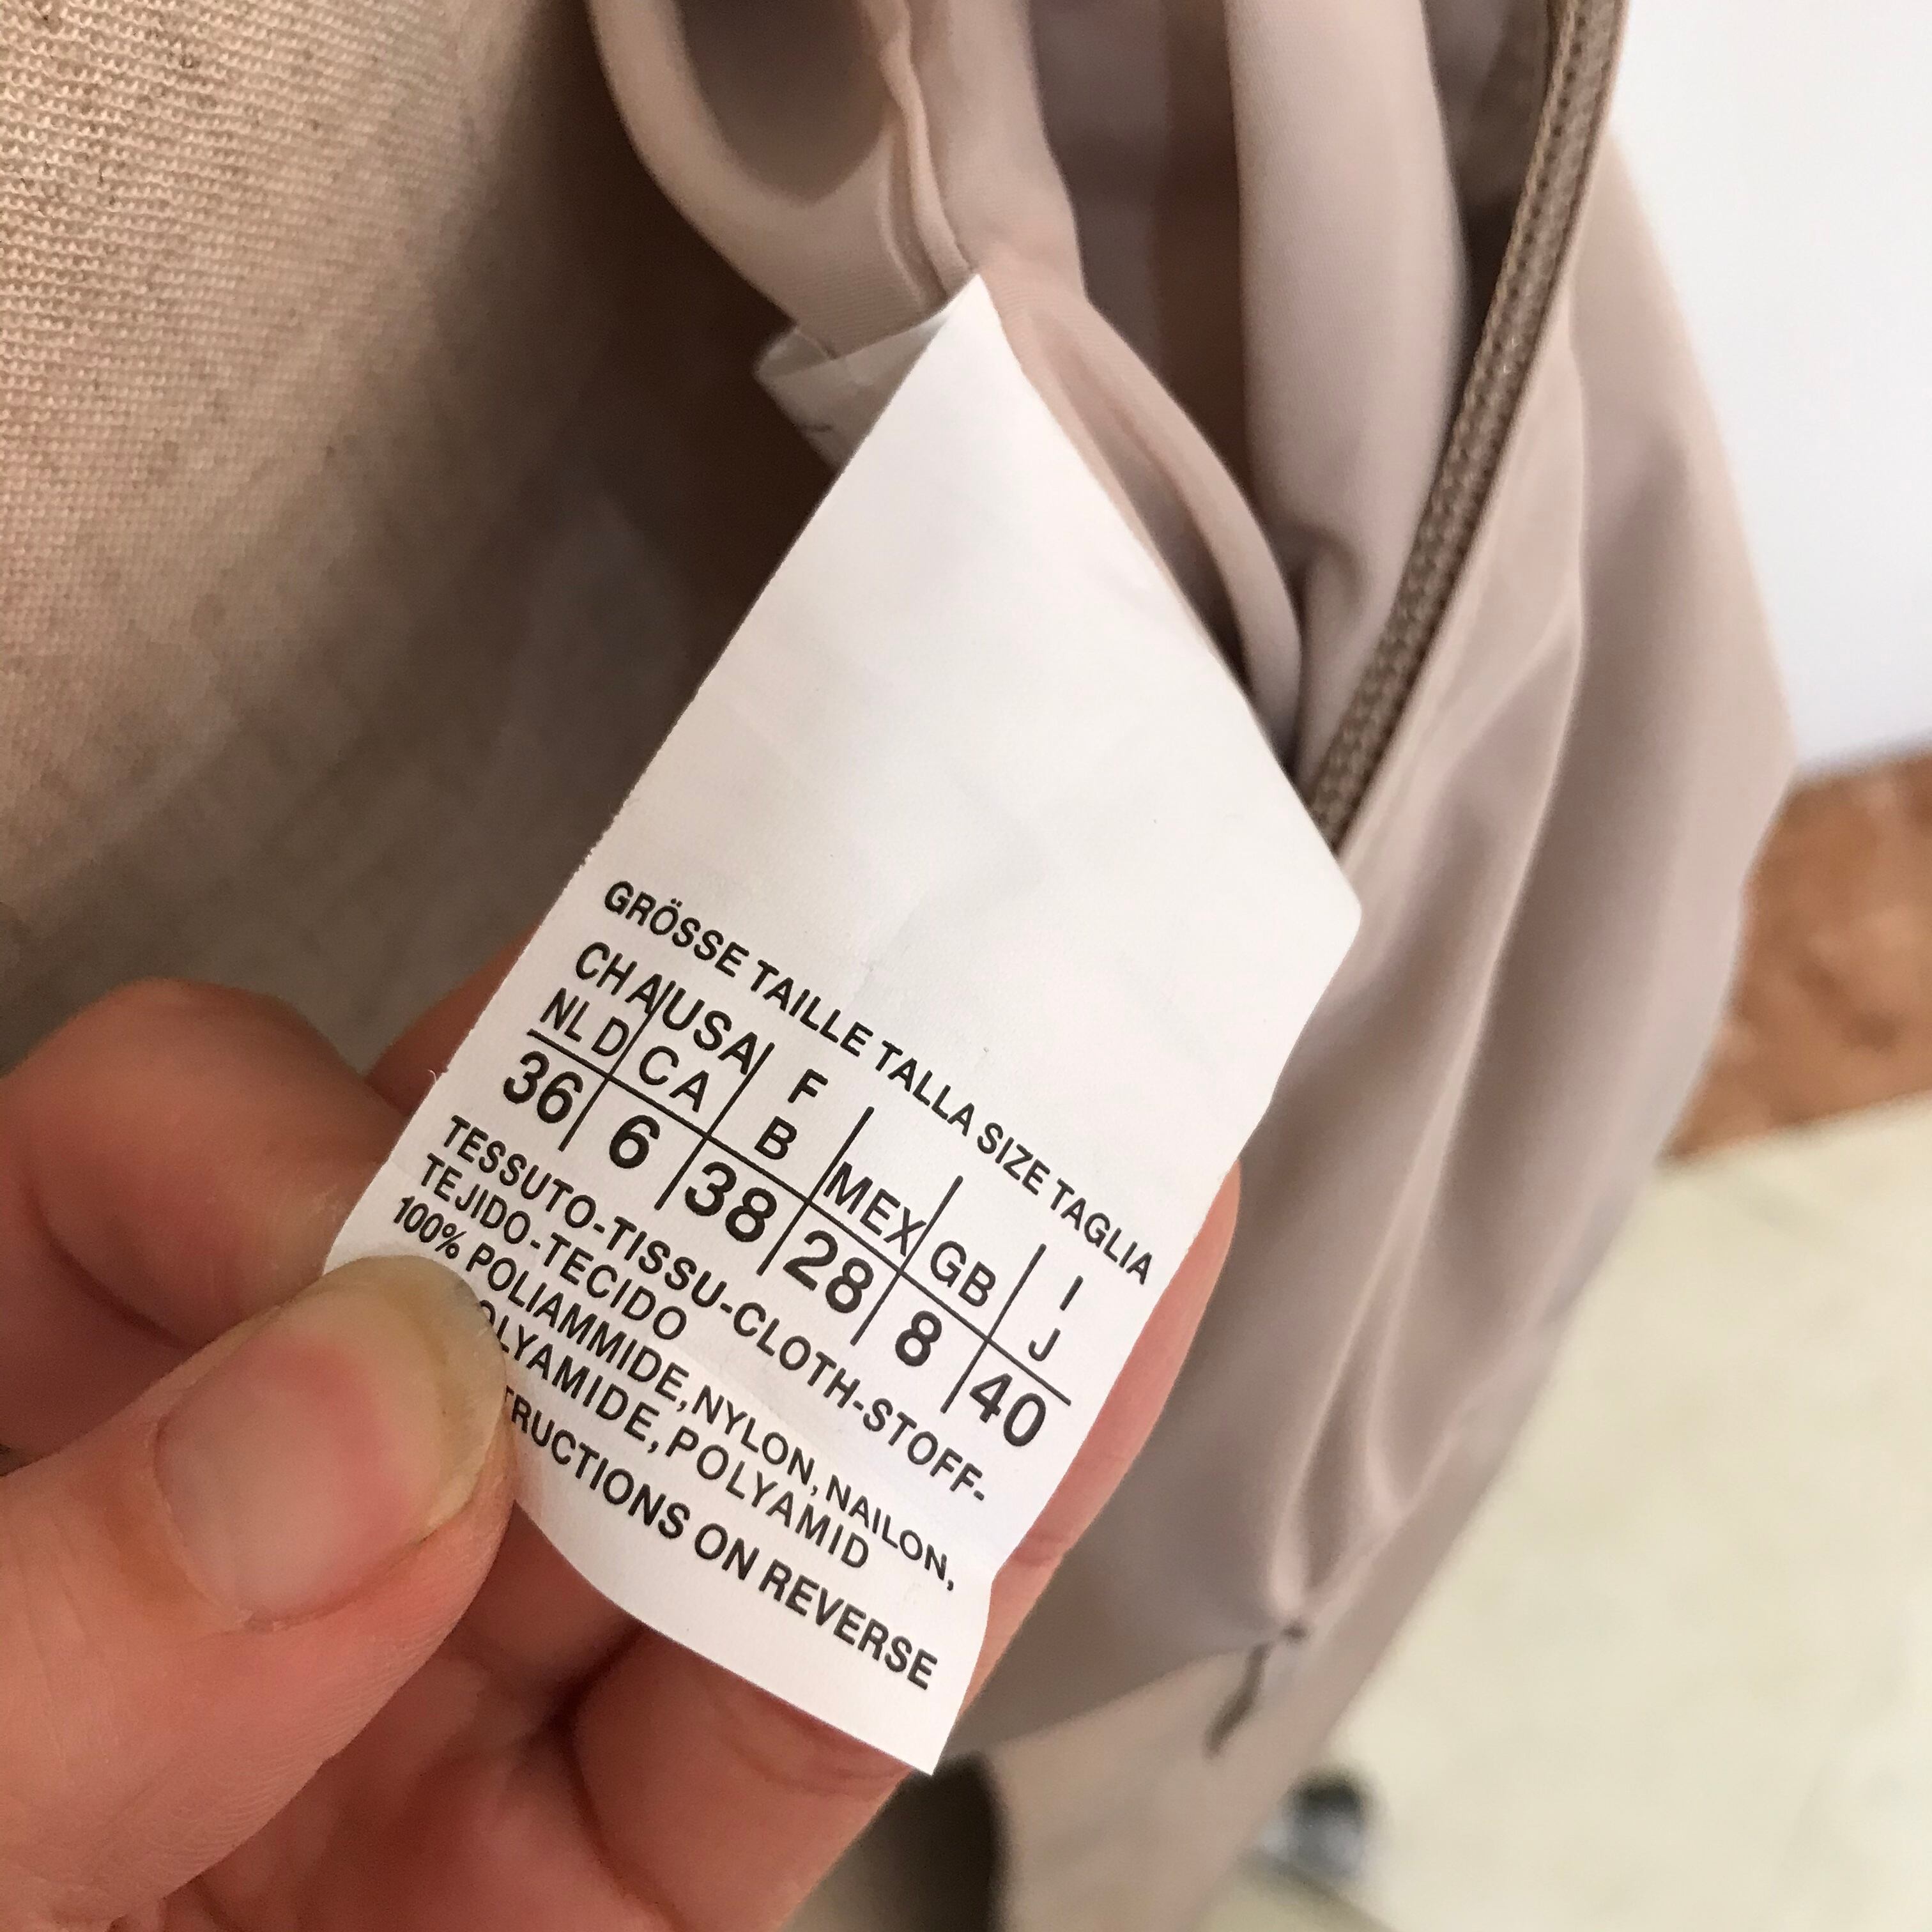 GRÖSSE TAILLE TALLA SIZE TAGLIA
CH A USA F I
NL D CA B MEX GB J
36 6 38 28 8 40
TESSUTO-TISSU-CLOTH-STOFF-
TEJIDO-TECIDO
100% POLIAMMIDE, NYLON, NAILON,
OLYAMIDE, POLYAMID
TRUCTIONS ON REVERSE